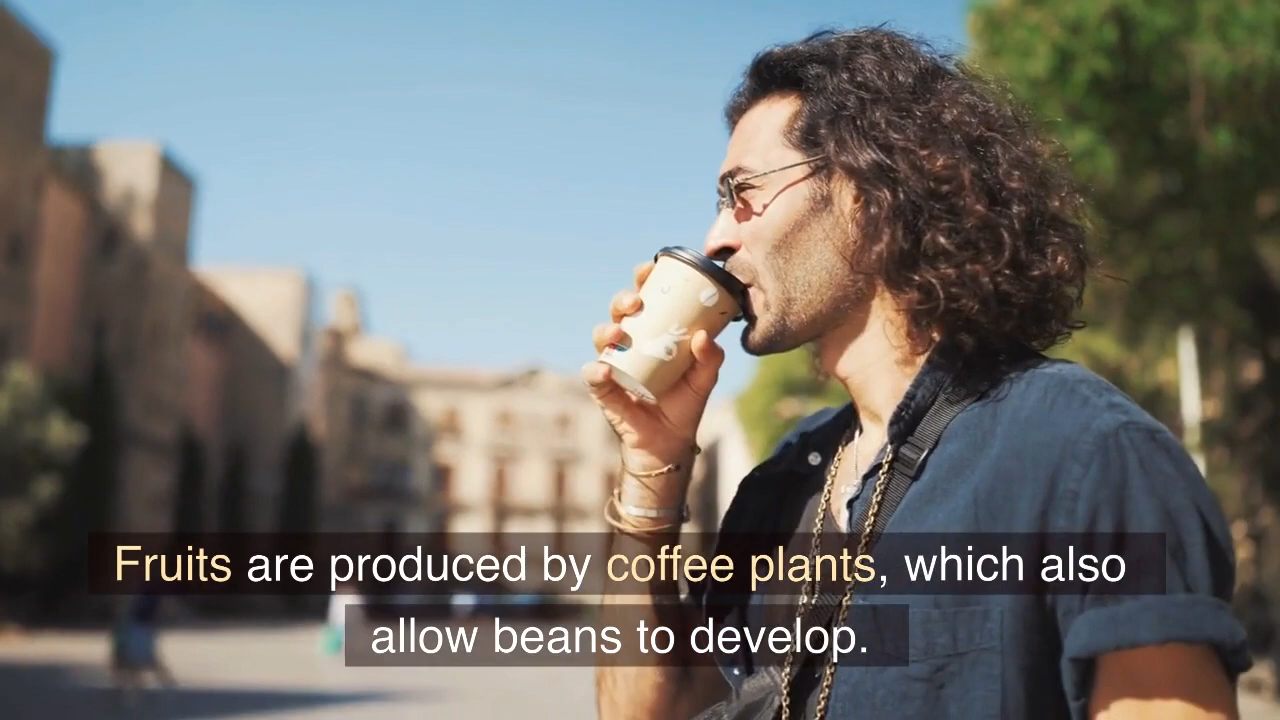 Fruits are produced by coffee plants, which also
allow beans to develop.